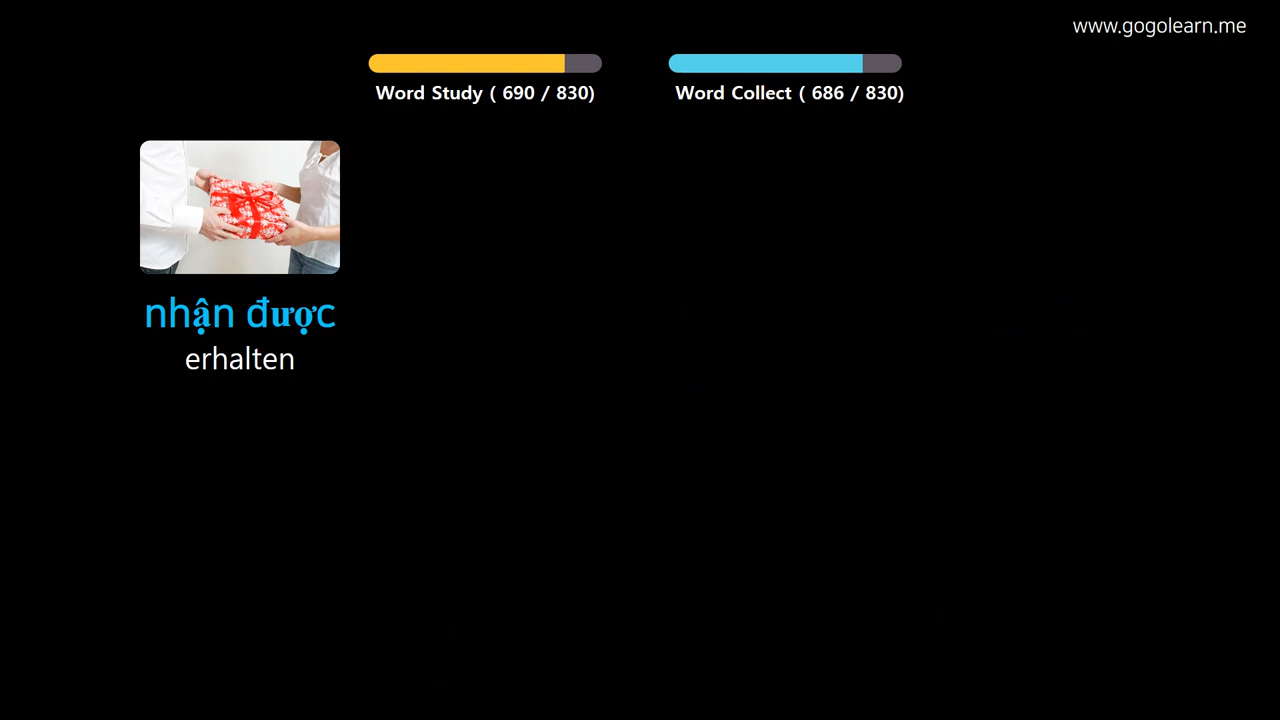 www.gogolearn.me
Word Study ( 690 / 830)
Word Collect ( 686 / 830)
nhận được
erhalten